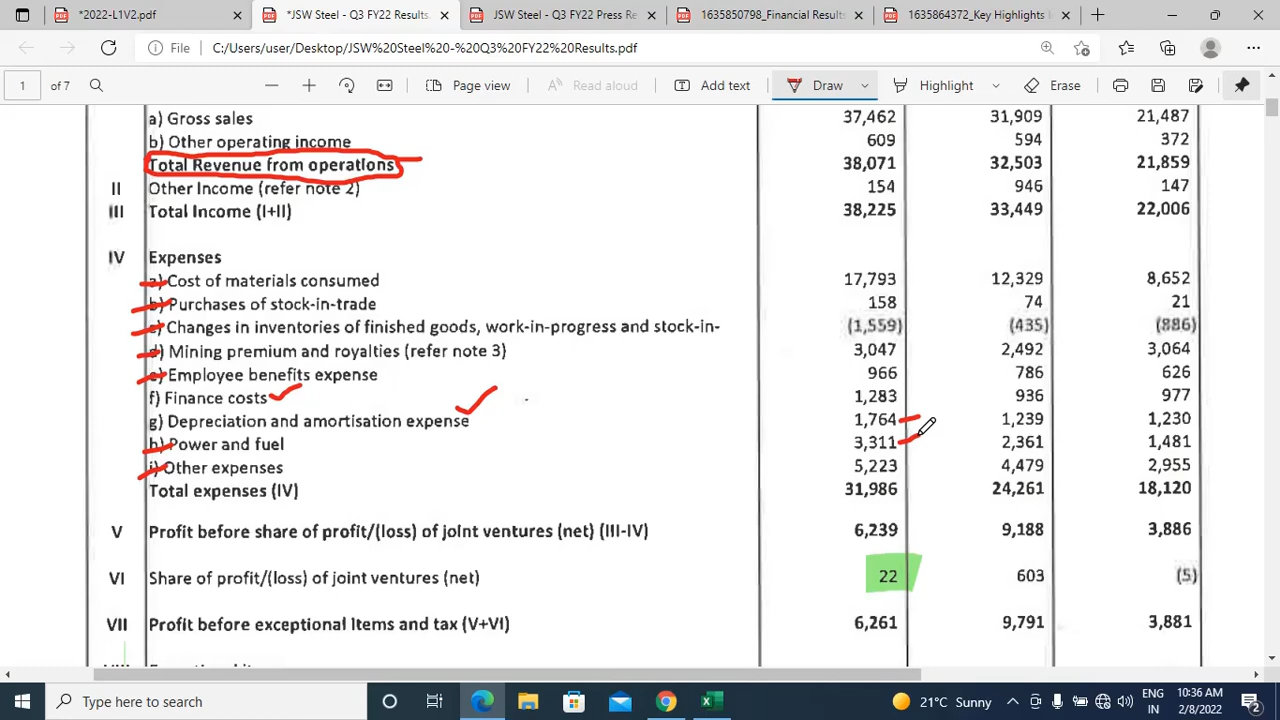 *2022-L1V2.pdf
*JSW Steel - Q3 FY22 Results.
JSW Steel - Q3 FY22 Press Re
1635850795_Financial Results
1635864372_Key Highlights
File C:/Users/user/Desktop/JSW%20Steel%20-%20Q3%20FY22%20Results.pdf
1 of 7 Page view Read aloud Add text Draw Highlight Erase
a) Gross sales 37,462 31,909 21,487
b) Other operating income 609 594 372
Total Revenue from operations 38,071 32,503 21,859
II Other Income (refer note 2) 154 946 147
III Total Income (I+II) 38,225 33,449 22,006
IV Expenses
a) Cost of materials consumed 17,793 12,329 8,652
b) Purchases of stock-in-trade 158 74 21
c) Changes in inventories of finished goods, work-in-progress and stock-in- (1,559) (435) (886)
d) Mining premium and royalties (refer note 3) 3,047 2,492 3,064
e) Employee benefits expense 966 786 626
f) Finance costs 1,283 936 977
g) Depreciation and amortisation expense 1,764 1,239 1,230
h) Power and fuel 3,311 2,361 1,481
i) Other expenses 5,223 4,479 2,955
Total expenses (IV) 31,986 24,261 18,120
V Profit before share of profit/(loss) of joint ventures (net) (III-IV) 6,239 9,188 3,886
VI Share of profit/(loss) of joint ventures (net) 22 603 (5)
VII Profit before exceptional Items and tax (V+VI) 6,261 9,791 3,881
Type here to search
21°C Sunny
ENG
IN
10:36 AM
2/8/2022
2